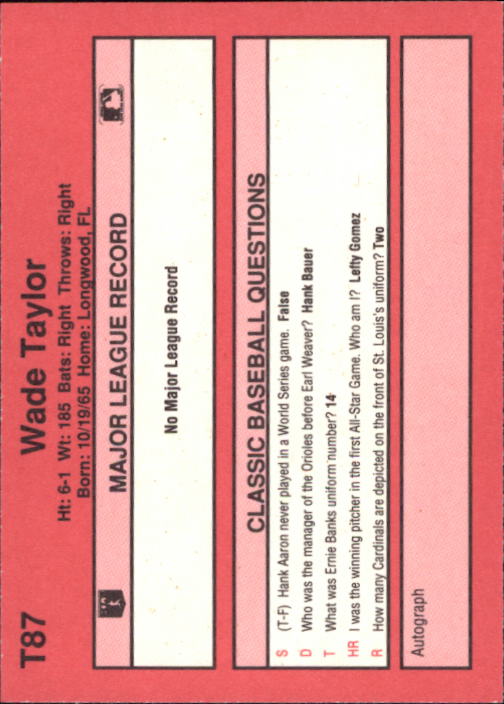 T87 Wade Taylor
Ht: 6-1 Wt: 185 Bats: Right Throws: Right
Born: 10/19/65 Home: Longwood, FL
MAJOR LEAGUE RECORD
No Major League Record
CLASSIC BASEBALL QUESTIONS
S (T-F) Hank Aaron never played in a World Series game. False
D Who was the manager of the Orioles before Earl Weaver? Hank Bauer
T What was Ernie Banks uniform number? 14
HR I was the winning pitcher in the first All-Star Game. Who am I? Lefty Gomez
R How many Cardinals are depicted on the front of St. Louis's uniform? Two
Autograph